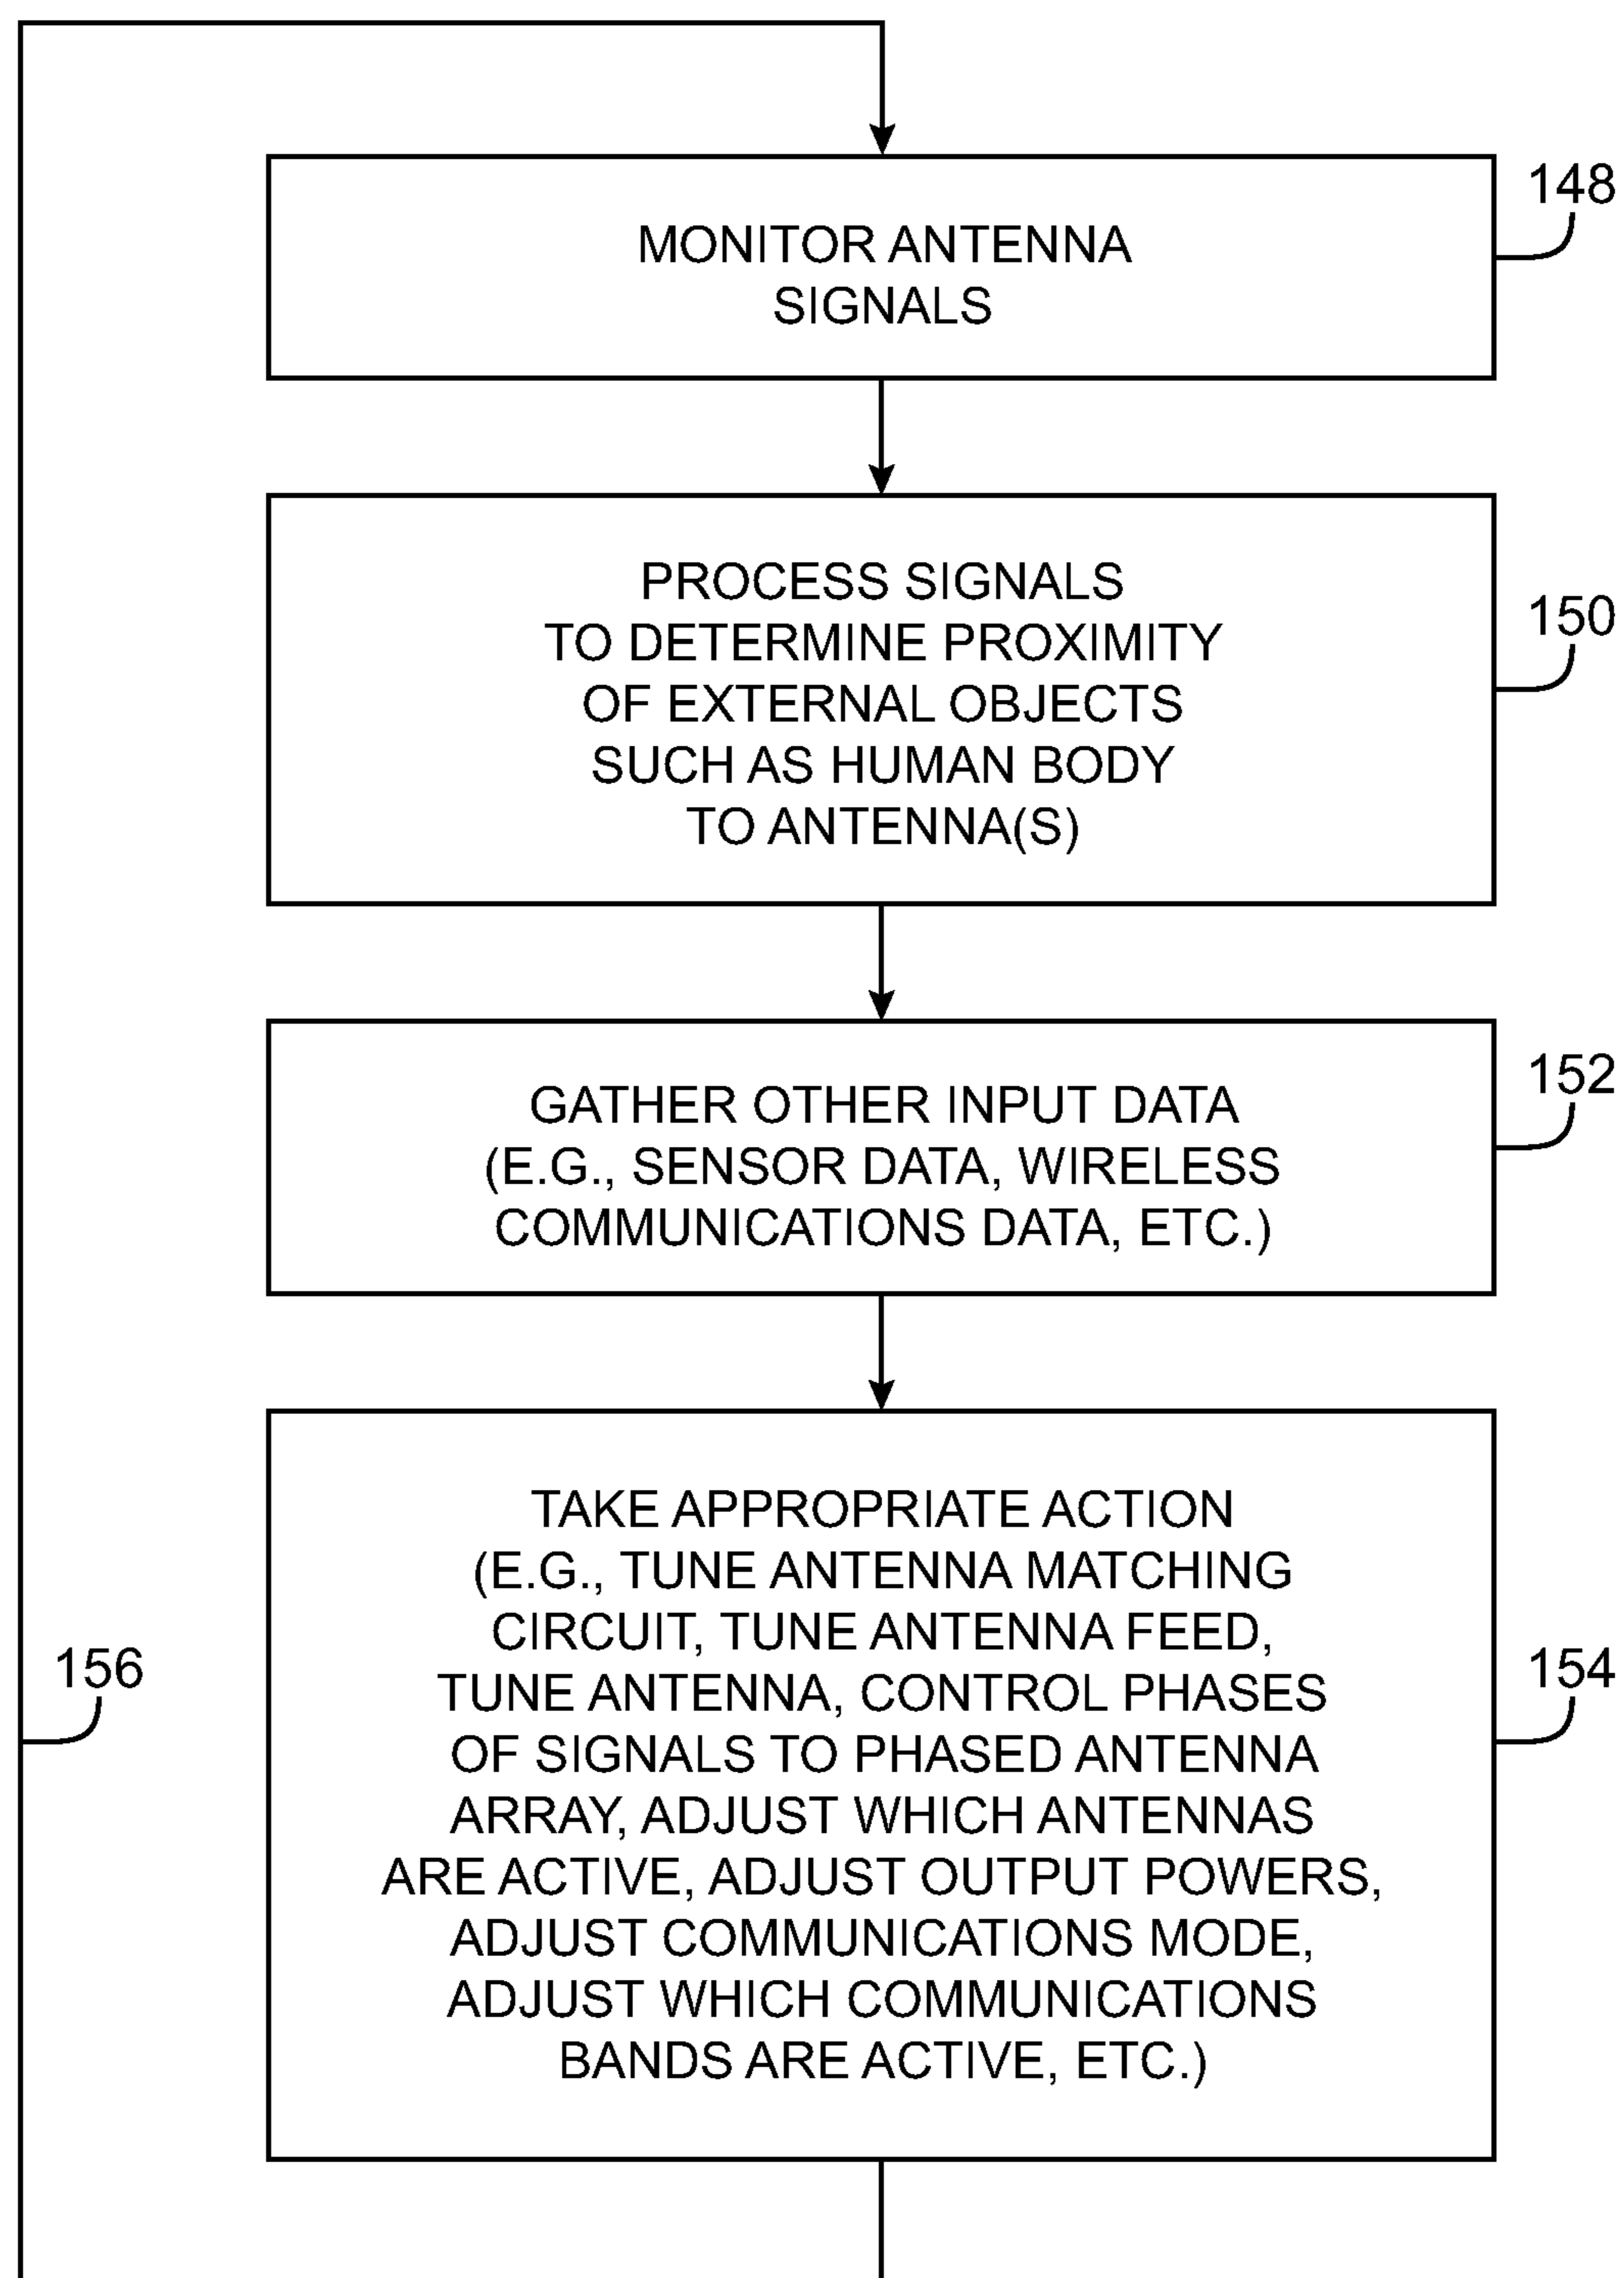 148
MONITOR ANTENNA
SIGNALS
150
PROCESS SIGNALS
TO DETERMINE PROXIMITY
OF EXTERNAL OBJECTS
SUCH AS HUMAN BODY
TO ANTENNA(S)
152
GATHER OTHER INPUT DATA
(E.G., SENSOR DATA, WIRELESS
COMMUNICATIONS DATA, ETC.)
154
TAKE APPROPRIATE ACTION
(E.G., TUNE ANTENNA MATCHING
CIRCUIT, TUNE ANTENNA FEED,
TUNE ANTENNA, CONTROL PHASES
OF SIGNALS TO PHASED ANTENNA
ARRAY, ADJUST WHICH ANTENNAS
ARE ACTIVE, ADJUST OUTPUT POWERS,
ADJUST COMMUNICATIONS MODE,
ADJUST WHICH COMMUNICATIONS
BANDS ARE ACTIVE, ETC.)
156